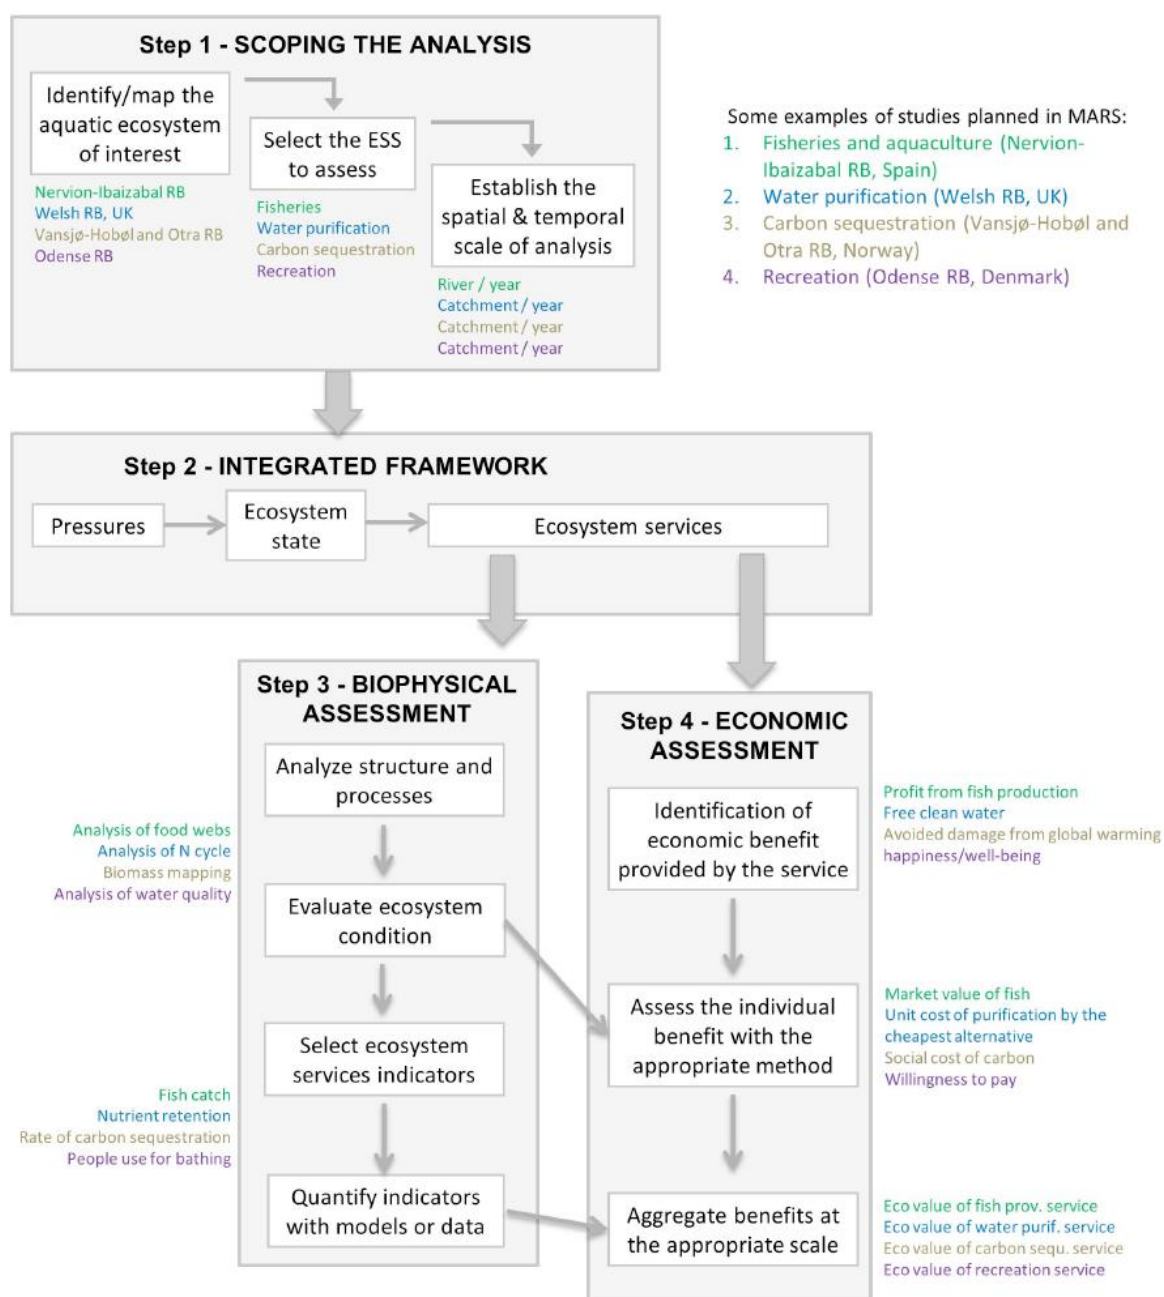 Step 1 - SCOPING THE ANALYSIS
Identify/map the
aquatic ecosystem
of interest
Nervion-Ibaizabal RB
Welsh RB, UK
Vansjø-Hobøl and Otra RB
Odense RB
Select the ESS
to assess
Fisheries
Water purification
Carbon sequestration
Recreation
Establish the
spatial & temporal
scale of analysis
River / year
Catchment / year
Catchment / year
Catchment / year
Some examples of studies planned in MARS:
1. Fisheries and aquaculture (Nervion-
Ibaizabal RB, Spain)
2. Water purification (Welsh RB, UK)
3. Carbon sequestration (Vansjø-Hobøl and
Otra RB, Norway)
4. Recreation (Odense RB, Denmark)
Step 2 - INTEGRATED FRAMEWORK
Pressures
Ecosystem
state
Ecosystem services
Step 3 - BIOPHYSICAL
ASSESSMENT
Analyze structure and
processes
Analysis of food webs
Analysis of N cycle
Biomass mapping
Analysis of water quality
Evaluate ecosystem
condition
Select ecosystem
services indicators
Fish catch
Nutrient retention
Rate of carbon sequestration
People use for bathing
Quantify indicators
with models or data
Step 4 - ECONOMIC
ASSESSMENT
Identification of
economic benefit
provided by the service
Profit from fish production
Free clean water
Avoided damage from global warming
happiness/well-being
Assess the individual
benefit with the
appropriate method
Market value of fish
Unit cost of purification by the
cheapest alternative
Social cost of carbon
Willingness to pay
Aggregate benefits at
the appropriate scale
Eco value of fish prov. service
Eco value of water purif. service
Eco value of carbon sequ. service
Eco value of recreation service